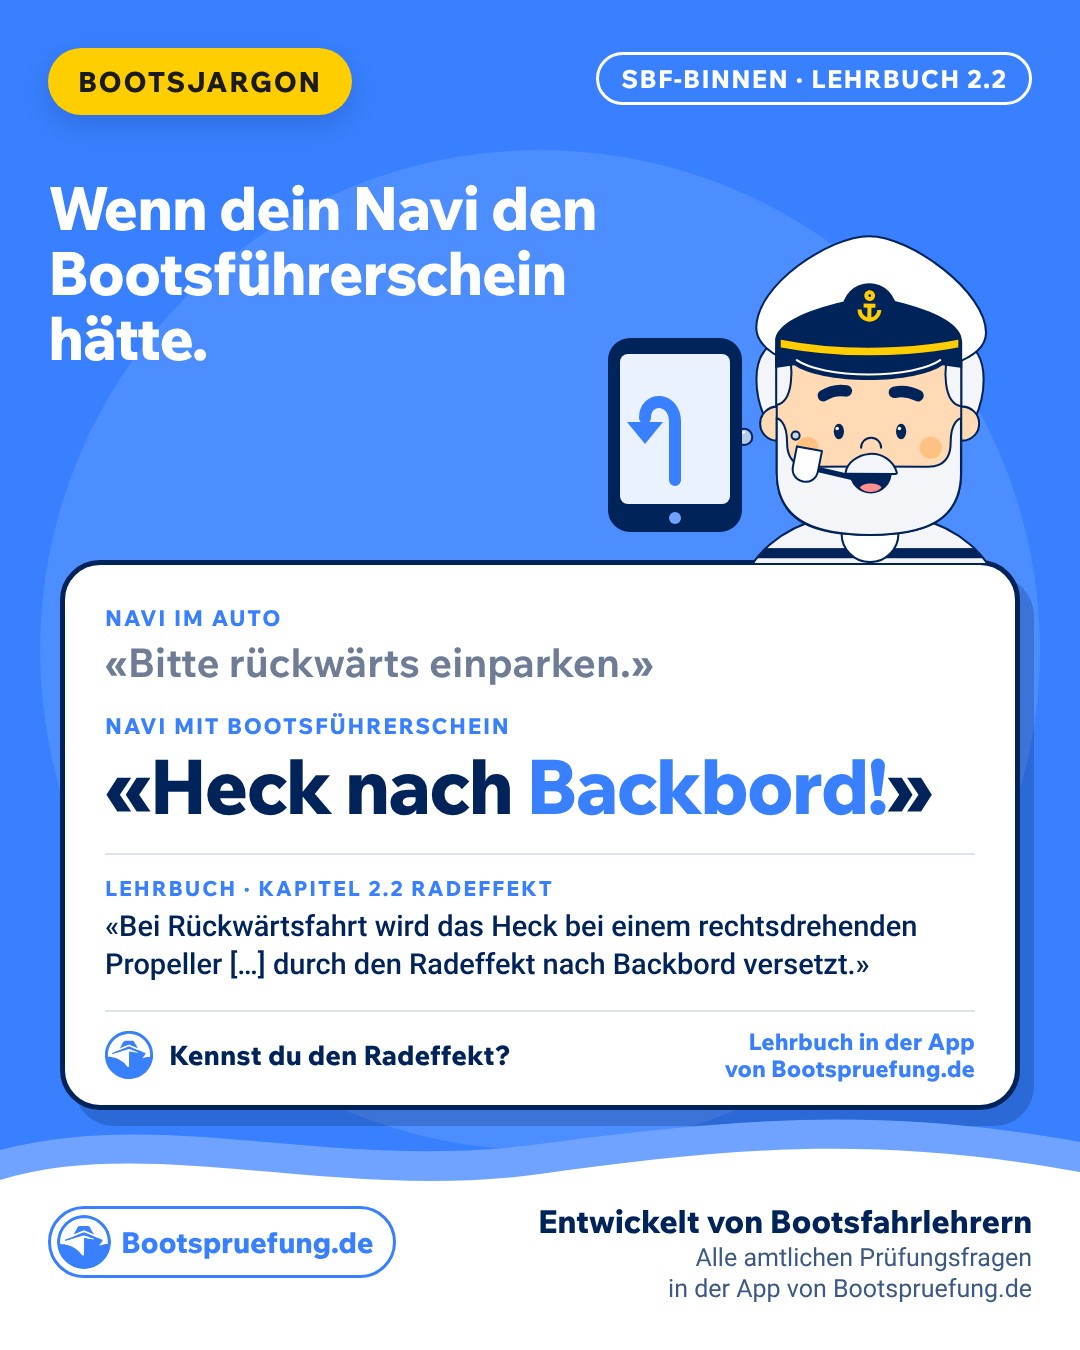 BOOTSJARGON
SBF-BINNEN · LEHRBUCH 2.2
Wenn dein Navi den
Bootsführerschein
hätte.
NAVI IM AUTO
«Bitte rückwärts einparken.»
NAVI MIT BOOTSFÜHRERSCHEIN
«Heck nach Backbord!»
LEHRBUCH · KAPITEL 2.2 RADEFFEKT
«Bei Rückwärtsfahrt wird das Heck bei einem rechtsdrehenden
Propeller [...] durch den Radeffekt nach Backbord versetzt.»
Kennst du den Radeffekt?
Lehrbuch in der App
von Bootspruefung.de
Bootspruefung.de
Entwickelt von Bootsfahrlehrern
Alle amtlichen Prüfungsfragen
in der App von Bootspruefung.de